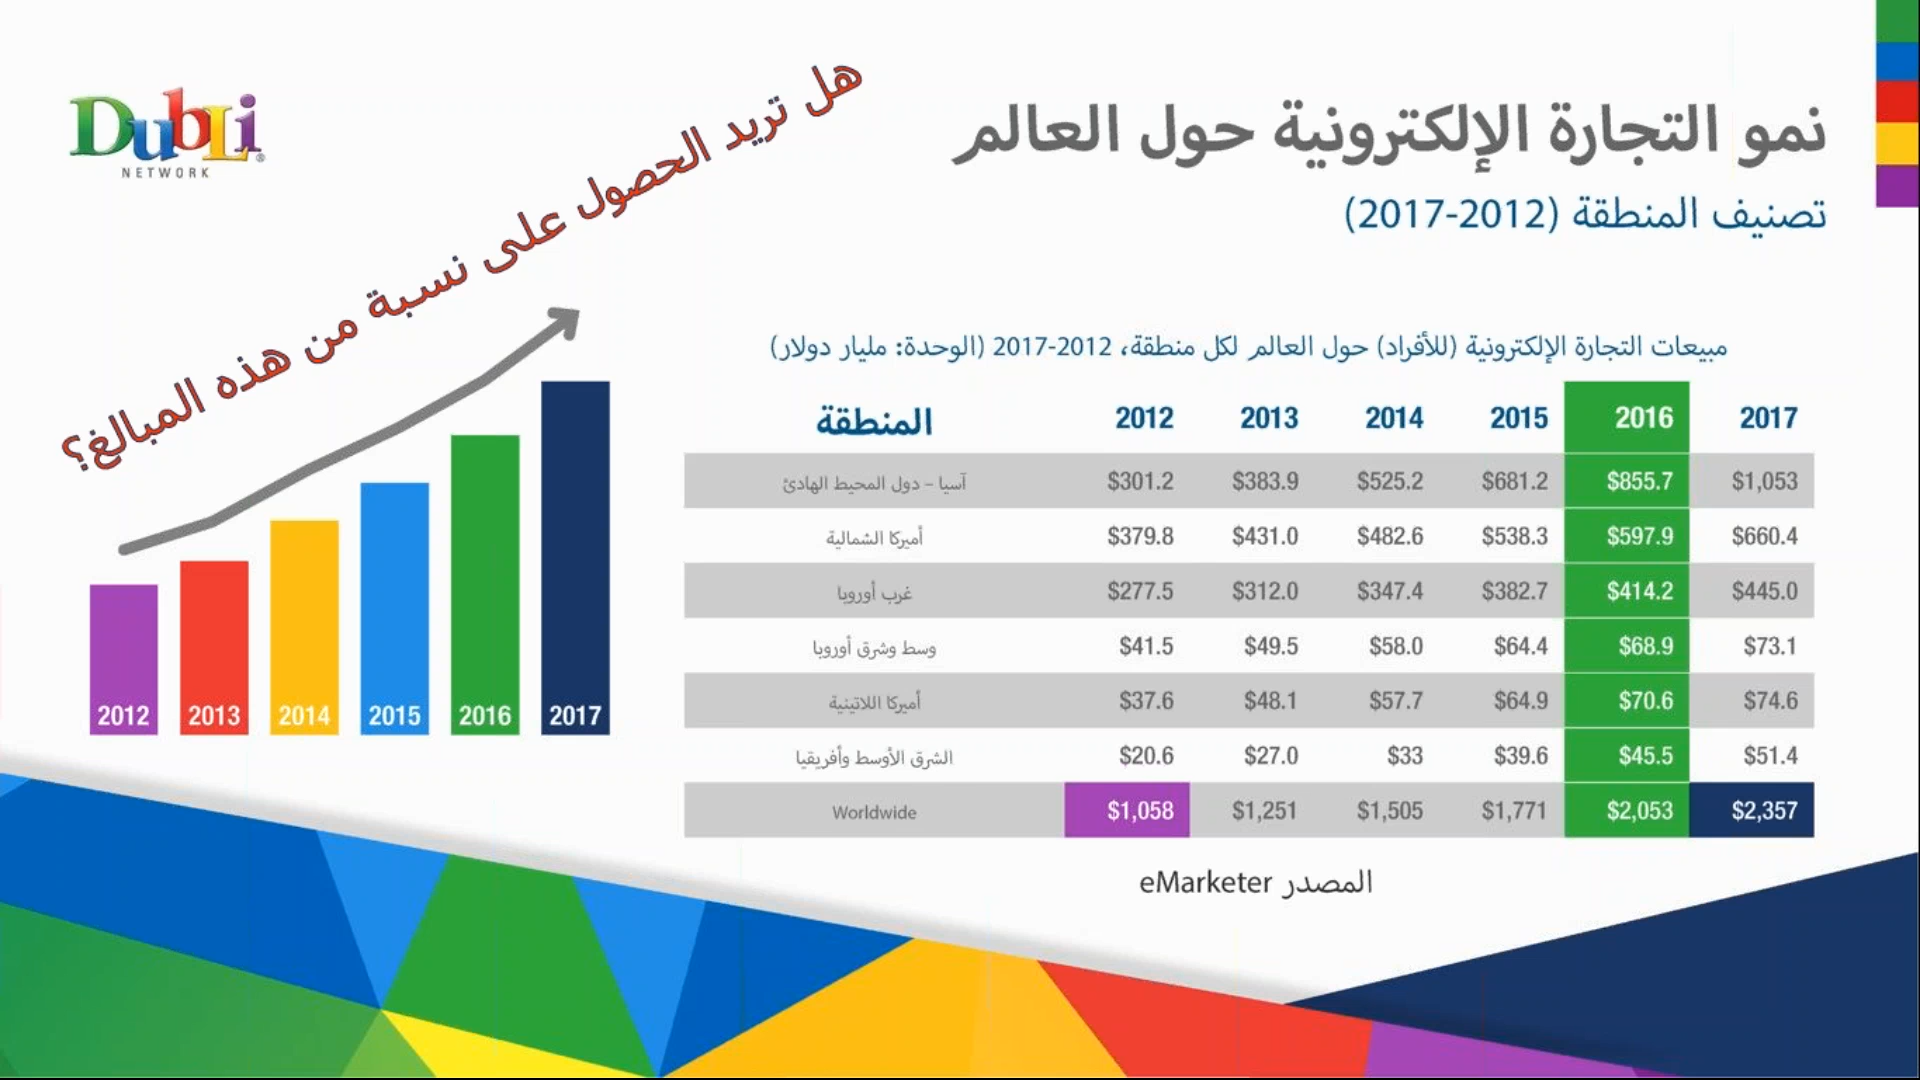 DubLi
NETWORK
نمو التجارة الإلكترونية حول العالم
تصنيف المنطقة (2012-2017)
هل تريد الحصول على نسبة من هذه المبالغ؟
2012 2013 2014 2015 2016 2017
مبيعات التجارة الإلكترونية (للأفراد) حول العالم لكل منطقة، 2012-2017 (الوحدة: مليار دولار)
المنطقة 2012 2013 2014 2015 2016 2017
آسيا – دول المحيط الهادئ $301.2 $383.9 $525.2 $681.2 $855.7 $1,053
أميركا الشمالية $379.8 $431.0 $482.6 $538.3 $597.9 $660.4
غرب أوروبا $277.5 $312.0 $347.4 $382.7 $414.2 $445.0
وسط وشرق أوروبا $41.5 $49.5 $58.0 $64.4 $68.9 $73.1
أميركا اللاتينية $37.6 $48.1 $57.7 $64.9 $70.6 $74.6
الشرق الأوسط وأفريقيا $20.6 $27.0 $33 $39.6 $45.5 $51.4
Worldwide $1,058 $1,251 $1,505 $1,771 $2,053 $2,357
المصدر eMarketer